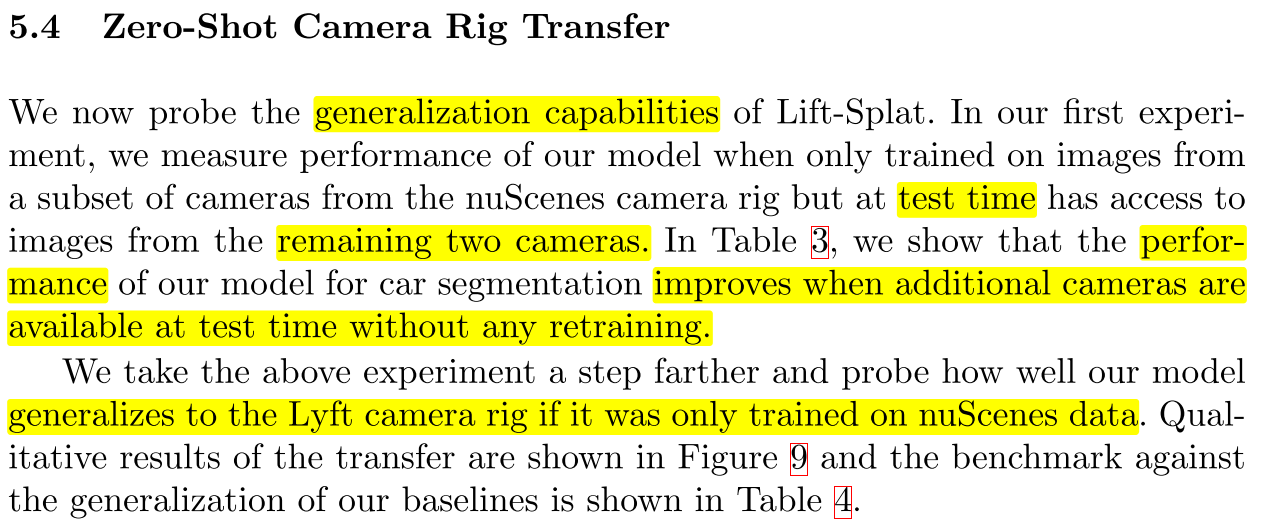 5.4 Zero-Shot Camera Rig Transfer
We now probe the generalization capabilities of Lift-Splat. In our first experi-
ment, we measure performance of our model when only trained on images from
a subset of cameras from the nuScenes camera rig but at test time has access to
images from the remaining two cameras. In Table 3, we show that the perfor-
mance of our model for car segmentation improves when additional cameras are
available at test time without any retraining.
We take the above experiment a step farther and probe how well our model
generalizes to the Lyft camera rig if it was only trained on nuScenes data. Qual-
itative results of the transfer are shown in Figure 9 and the benchmark against
the generalization of our baselines is shown in Table 4.